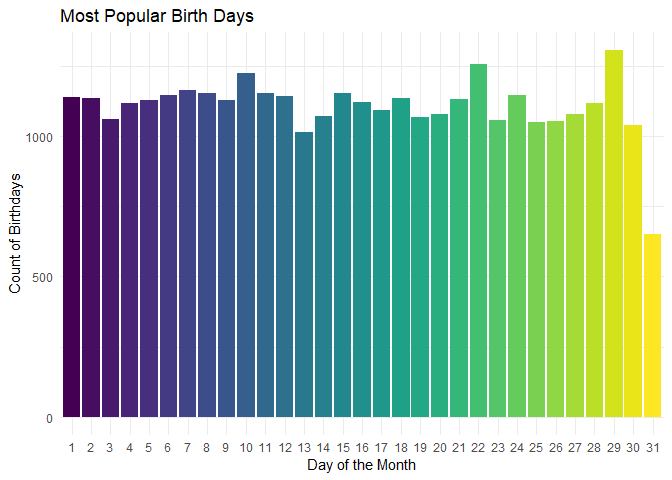 Most Popular Birth Days
Count of Birthdays
1000
500
0
1 2 3 4 5 6 7 8 9 10 11 12 13 14 15 16 17 18 19 20 21 22 23 24 25 26 27 28 29 30 31
Day of the Month